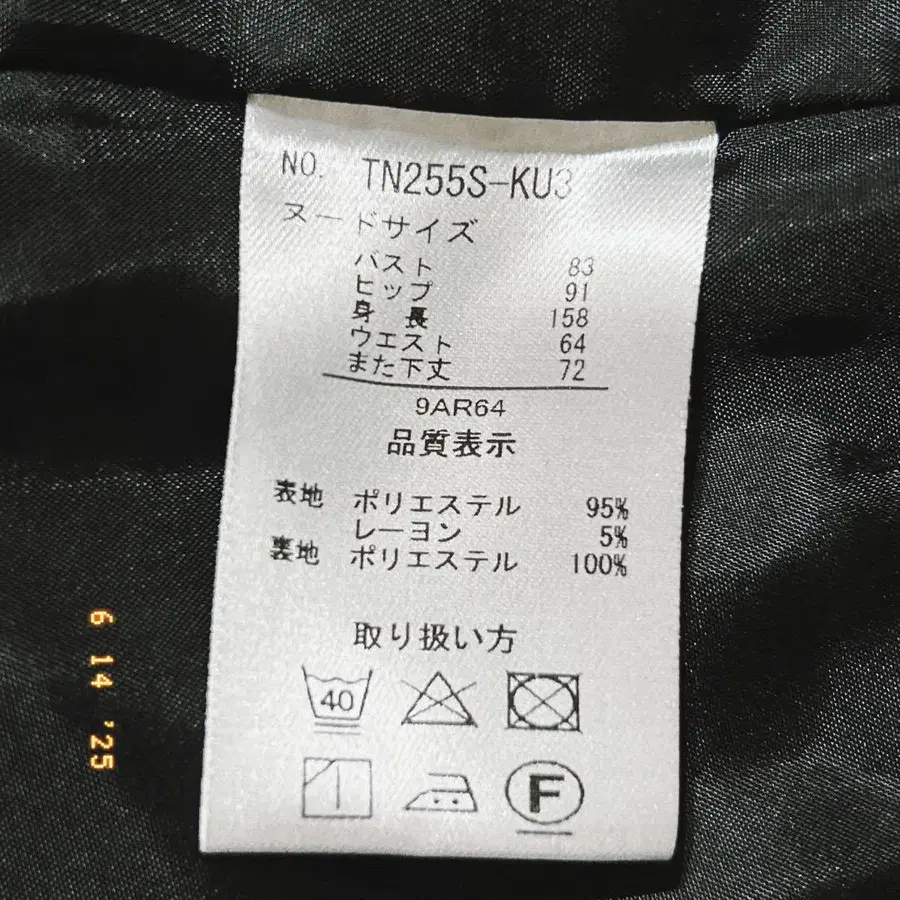 NO. TN255S-KU3
ヌードサイズ
バスト 83
ヒップ 91
身 長 158
ウエスト 64
また下丈 72
9AR64
品質表示
表地 ポリエステル 95%
レーヨン 5%
裏地 ポリエステル 100%
取り扱い方
40
F
6 14 '25